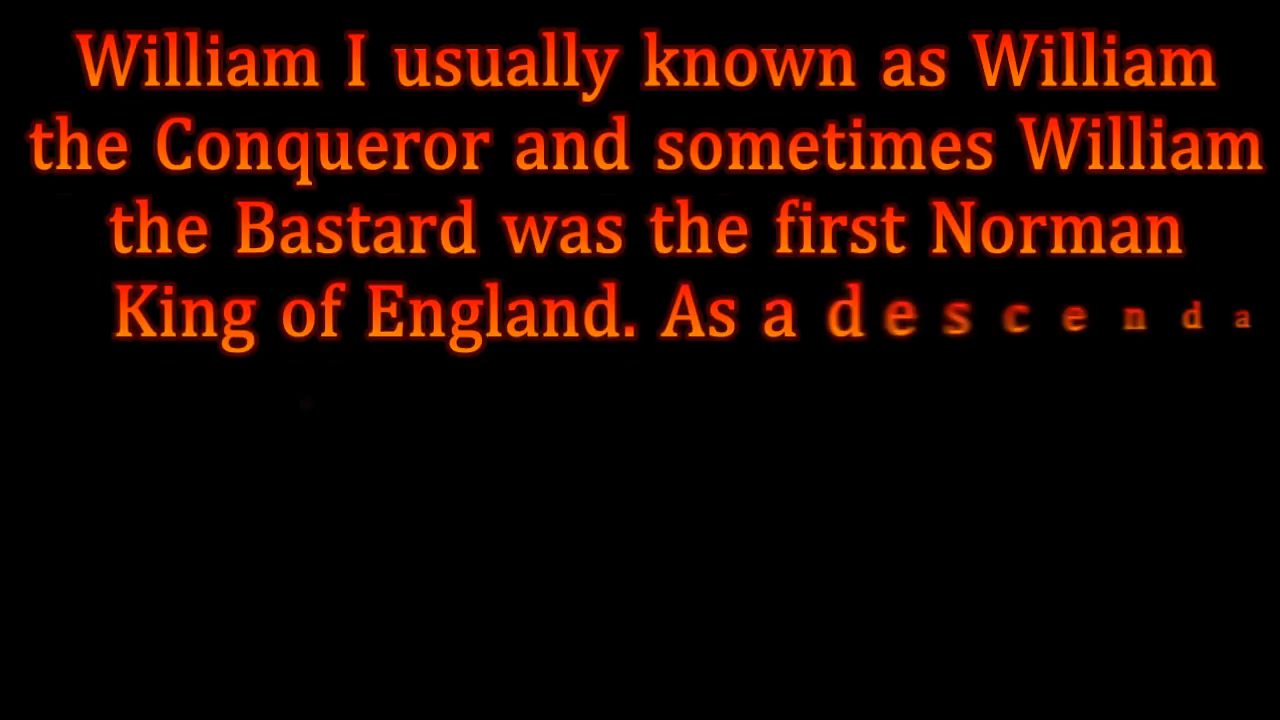 William I usually known as William
the Conqueror and sometimes William
the Bastard was the first Norman
King of England. As a descenda